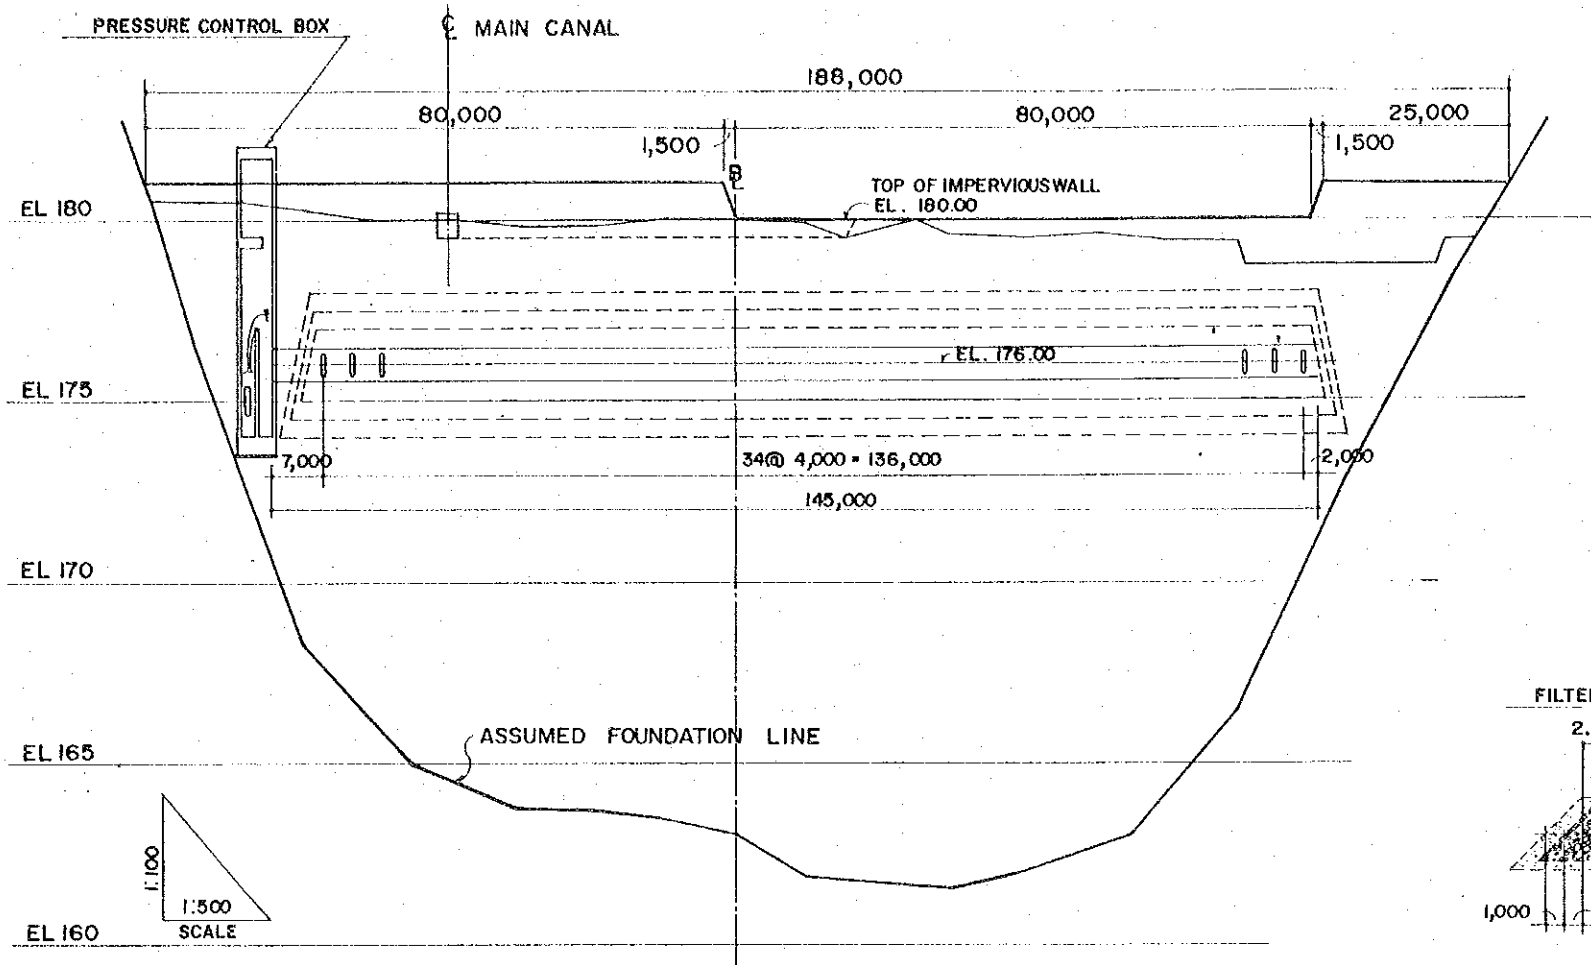 PRESSURE CONTROL BOX
℄ MAIN CANAL
188,000
80,000
80,000
25,000
1,500
1,500
TOP OF IMPERVIOUS WALL
EL. 180.00
EL 180
EL. 176.00
EL 175
7,000
34@ 4,000 = 136,000
2,000
145,000
EL 170
ASSUMED FOUNDATION LINE
EL 165
FILTE
2.
1:100
1:500
SCALE
1,000
EL 160